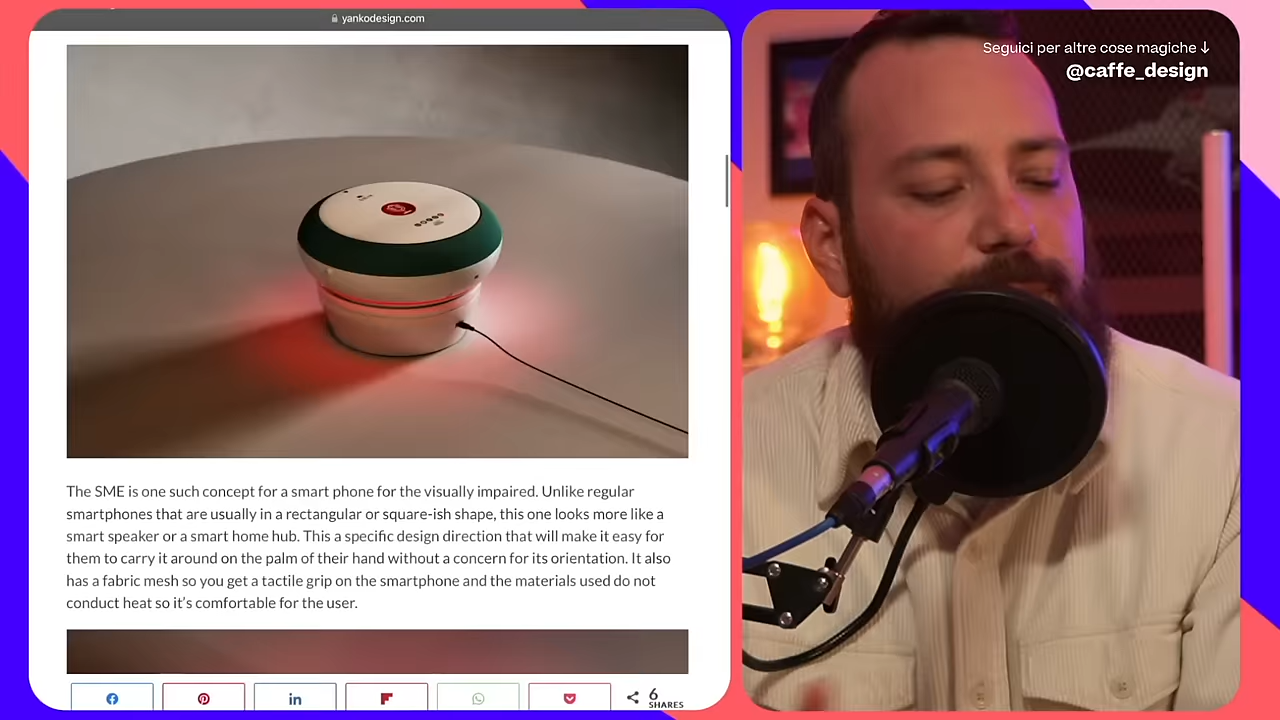 yankodesign.com
Seguici per altre cose magiche ↓
@caffe_design
The SME is one such concept for a smart phone for the visually impaired. Unlike regular
smartphones that are usually in a rectangular or square-ish shape, this one looks more like a
smart speaker or a smart home hub. This a specific design direction that will make it easy for
them to carry it around on the palm of their hand without a concern for its orientation. It also
has a fabric mesh so you get a tactile grip on the smartphone and the materials used do not
conduct heat so it’s comfortable for the user.
6
SHARES